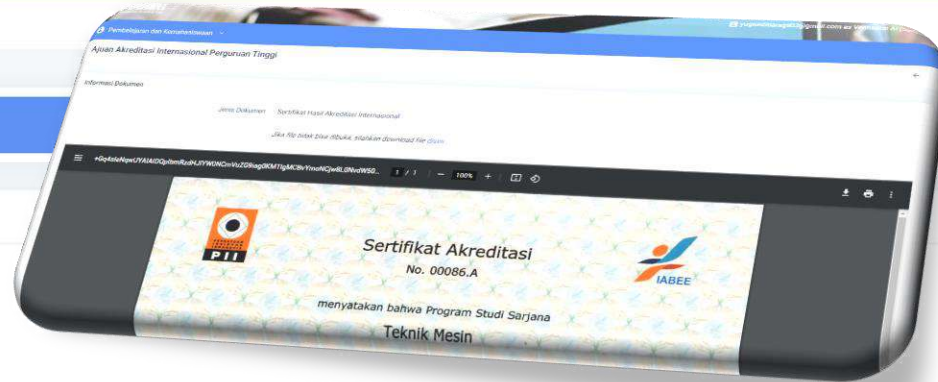 Pembelajaran dan Kemahasiswaan
Ajuan Akreditasi Internasional Perguruan Tinggi
Informasi Dokumen
Jenis Dokumen Sertifikat Hasil Akreditasi Internasional
Jika file tidak bisa dibuka, silahkan download file disini
1 / 1 − 100% +
PII
IABEE
Sertifikat Akreditasi
No. 00086.A
menyatakan bahwa Program Studi Sarjana
Teknik Mesin